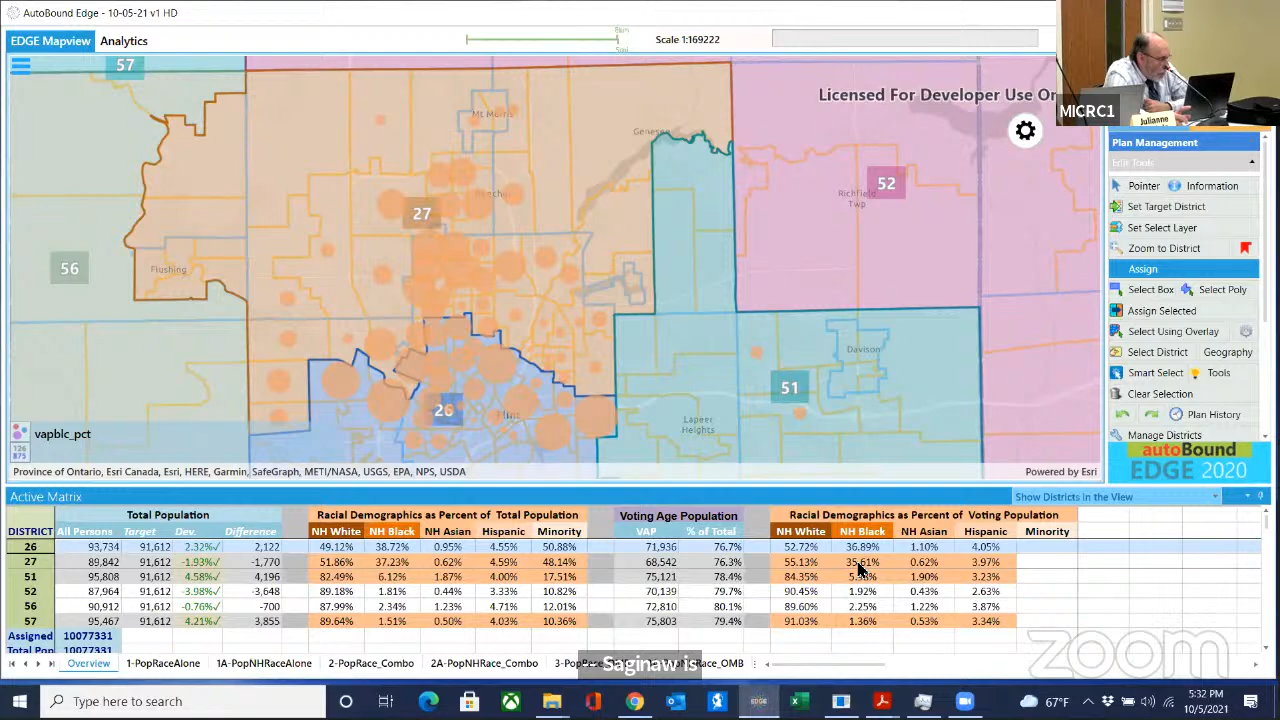 AutoBound Edge - 10-05-21 v1 HD
EDGE Mapview Analytics
Scale 1:169222
57
Mt Morris
Genesee
Licensed For Developer Use On
MICRC1
Julianne
52
Richfield
Twp
27
Beecher
56
Flushing
Davison
51
26
Flint
Lapeer
Heights
vapblc_pct
126
875
Province of Ontario, Esri Canada, Esri, HERE, Garmin, SafeGraph, METI/NASA, USGS, EPA, NPS, USDA
Powered by Esri
Plan Management
Edit Tools
Pointer Information
Set Target District
Set Select Layer
Zoom to District
Assign
Select Box Select Poly
Assign Selected
Select Using Overlay
Select District Geography
Smart Select Tools
Clear Selection
Plan History
Manage Districts
autoBound
EDGE 2020
Active Matrix
Show Districts in the View
Total Population Racial Demographics as Percent of Total Population Voting Age Population Racial Demographics as Percent of Voting Population
DISTRICT All Persons Target Dev. Difference NH White NH Black NH Asian Hispanic Minority VAP % of Total NH White NH Black NH Asian Hispanic Minority
26 93,734 91,612 2.32%✓ 2,122 49.12% 38.72% 0.95% 4.55% 50.88% 71,936 76.7% 52.72% 36.89% 1.10% 4.05%
27 89,842 91,612 -1.93%✓ -1,770 51.86% 37.23% 0.62% 4.59% 48.14% 68,542 76.3% 55.13% 35.61% 0.62% 3.97%
51 95,808 91,612 4.58%✓ 4,196 82.49% 6.12% 1.87% 4.00% 17.51% 75,121 78.4% 84.35% 1.90% 3.23%
52 87,964 91,612 -3.98%✓ -3,648 89.18% 1.81% 0.44% 3.33% 10.82% 70,139 79.7% 90.45% 1.92% 0.43% 2.63%
56 90,912 91,612 -0.76%✓ -700 87.99% 2.34% 1.23% 4.71% 12.01% 72,810 80.1% 89.60% 2.25% 1.22% 3.87%
57 95,467 91,612 4.21%✓ 3,855 89.64% 1.51% 0.50% 4.03% 10.36% 75,803 79.4% 91.03% 1.36% 0.53% 3.34%
Assigned 10077331
Total Pop 10077331
Overview 1-PopRaceAlone 1A-PopNHRaceAlone 2-PopRace_Combo 2A-PopNHRace_Combo
-- Saginaw is
zoom
Type here to search
EDGE
67°F
5:32 PM
10/5/2021